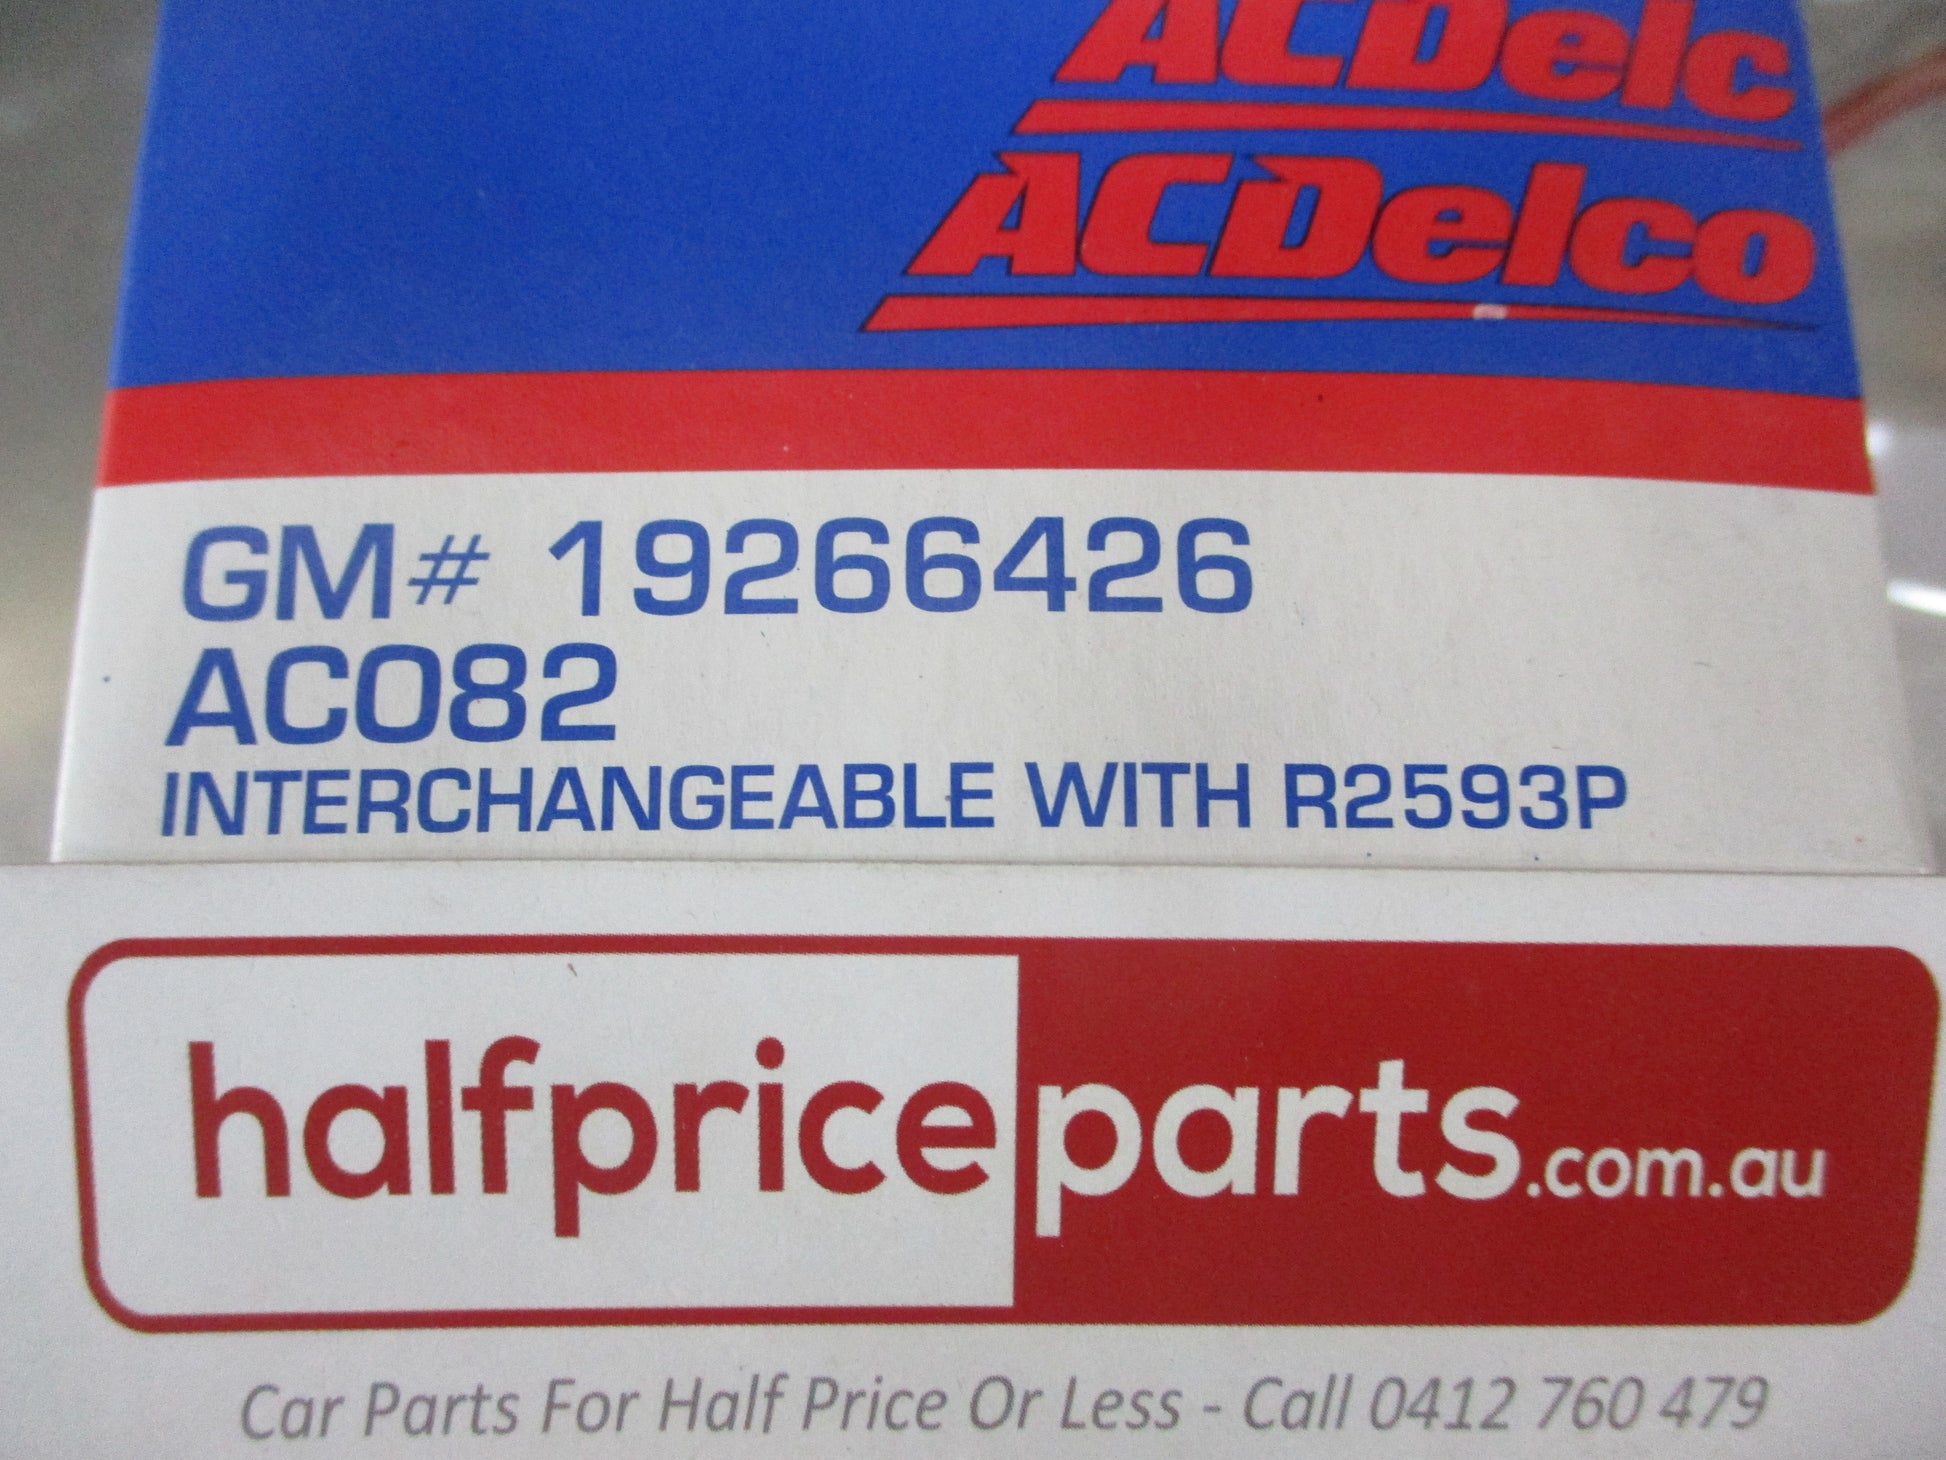 ACDelc
ACDelco
GM# 19266426
ACO82
INTERCHANGEABLE WITH R2593P
halfpriceparts.com.au
Car Parts For Half Price Or Less - Call 0412 760 479